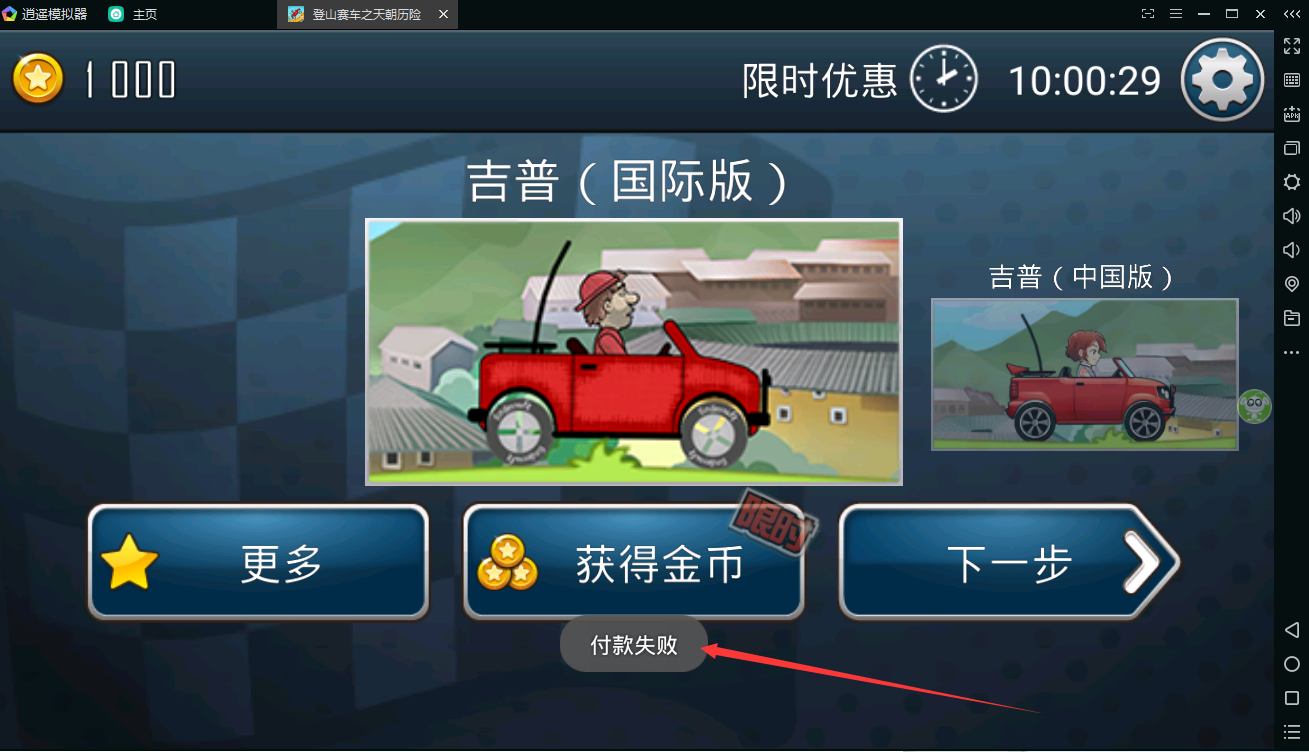 逍遥模拟器
主页
登山赛车之天朝历险
1000
限时优惠
10:00:29
吉普（国际版）
吉普（中国版）
更多
获得金币
限时
下一步
付款失败